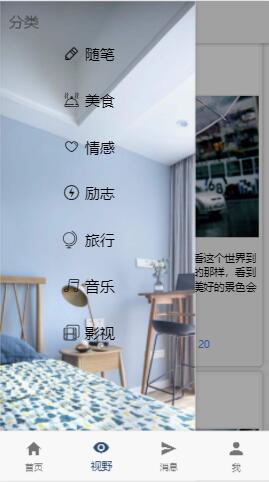 分类
随笔
美食
情感
励志
旅行
音乐
影视
看这个世界到
的那样，看到
美好的景色会
20
首页
视野
消息
我